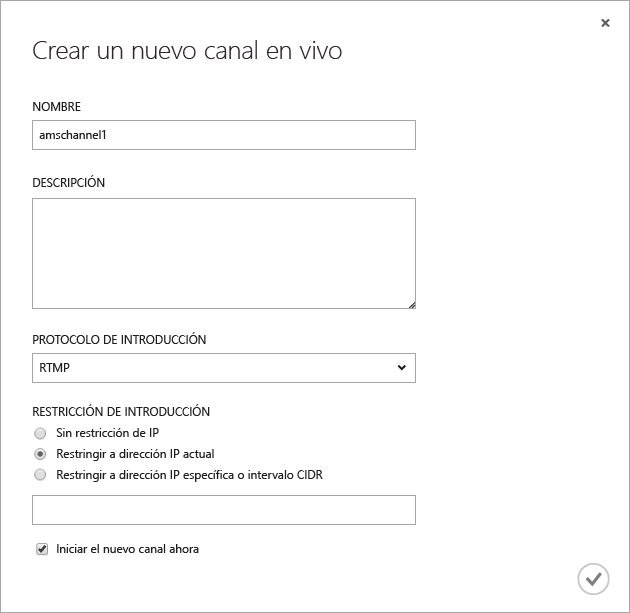 Crear un nuevo canal en vivo
NOMBRE
amschannel1
DESCRIPCIÓN
PROTOCOLO DE INTRODUCCIÓN
RTMP
RESTRICCIÓN DE INTRODUCCIÓN
Sin restricción de IP
Restringir a dirección IP actual
Restringir a dirección IP específica o intervalo CIDR
Iniciar el nuevo canal ahora